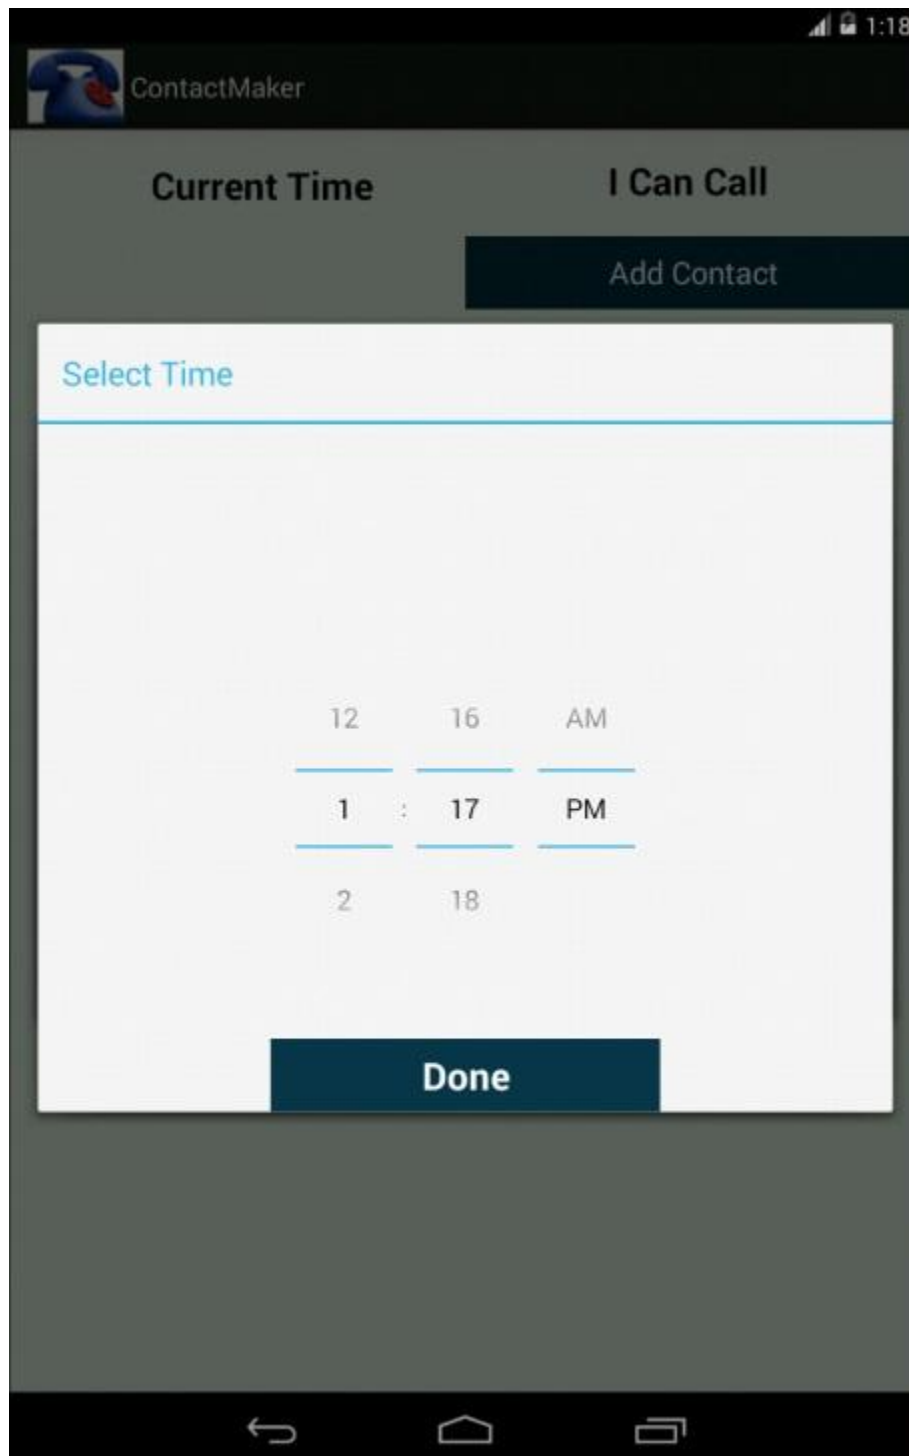 1:18
ContactMaker
Current Time I Can Call
Add Contact
Select Time
12 16 AM
1 : 17 PM
2 18
Done